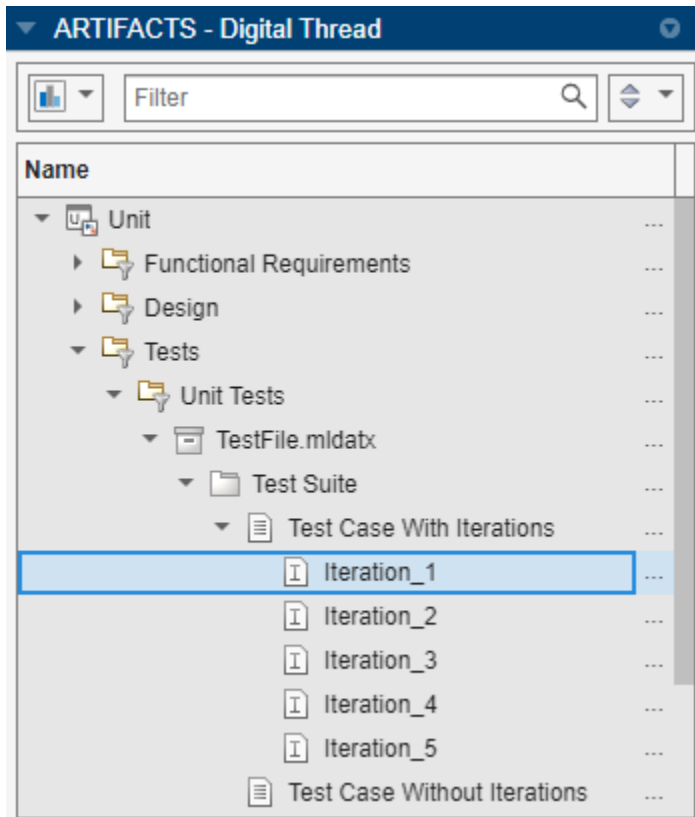 ARTIFACTS - Digital Thread
Filter
Name
Unit ...
Functional Requirements ...
Design ...
Tests ...
Unit Tests ...
TestFile.mldatx ...
Test Suite ...
Test Case With Iterations ...
Iteration_1 ...
Iteration_2 ...
Iteration_3 ...
Iteration_4 ...
Iteration_5 ...
Test Case Without Iterations ...